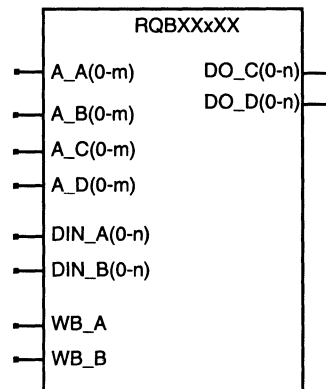 RQBXXxXX
A_A(0-m) DO_C(0-n)
DO_D(0-n)
A_B(0-m)
A_C(0-m)
A_D(0-m)
DIN_A(0-n)
DIN_B(0-n)
WB_A
WB_B